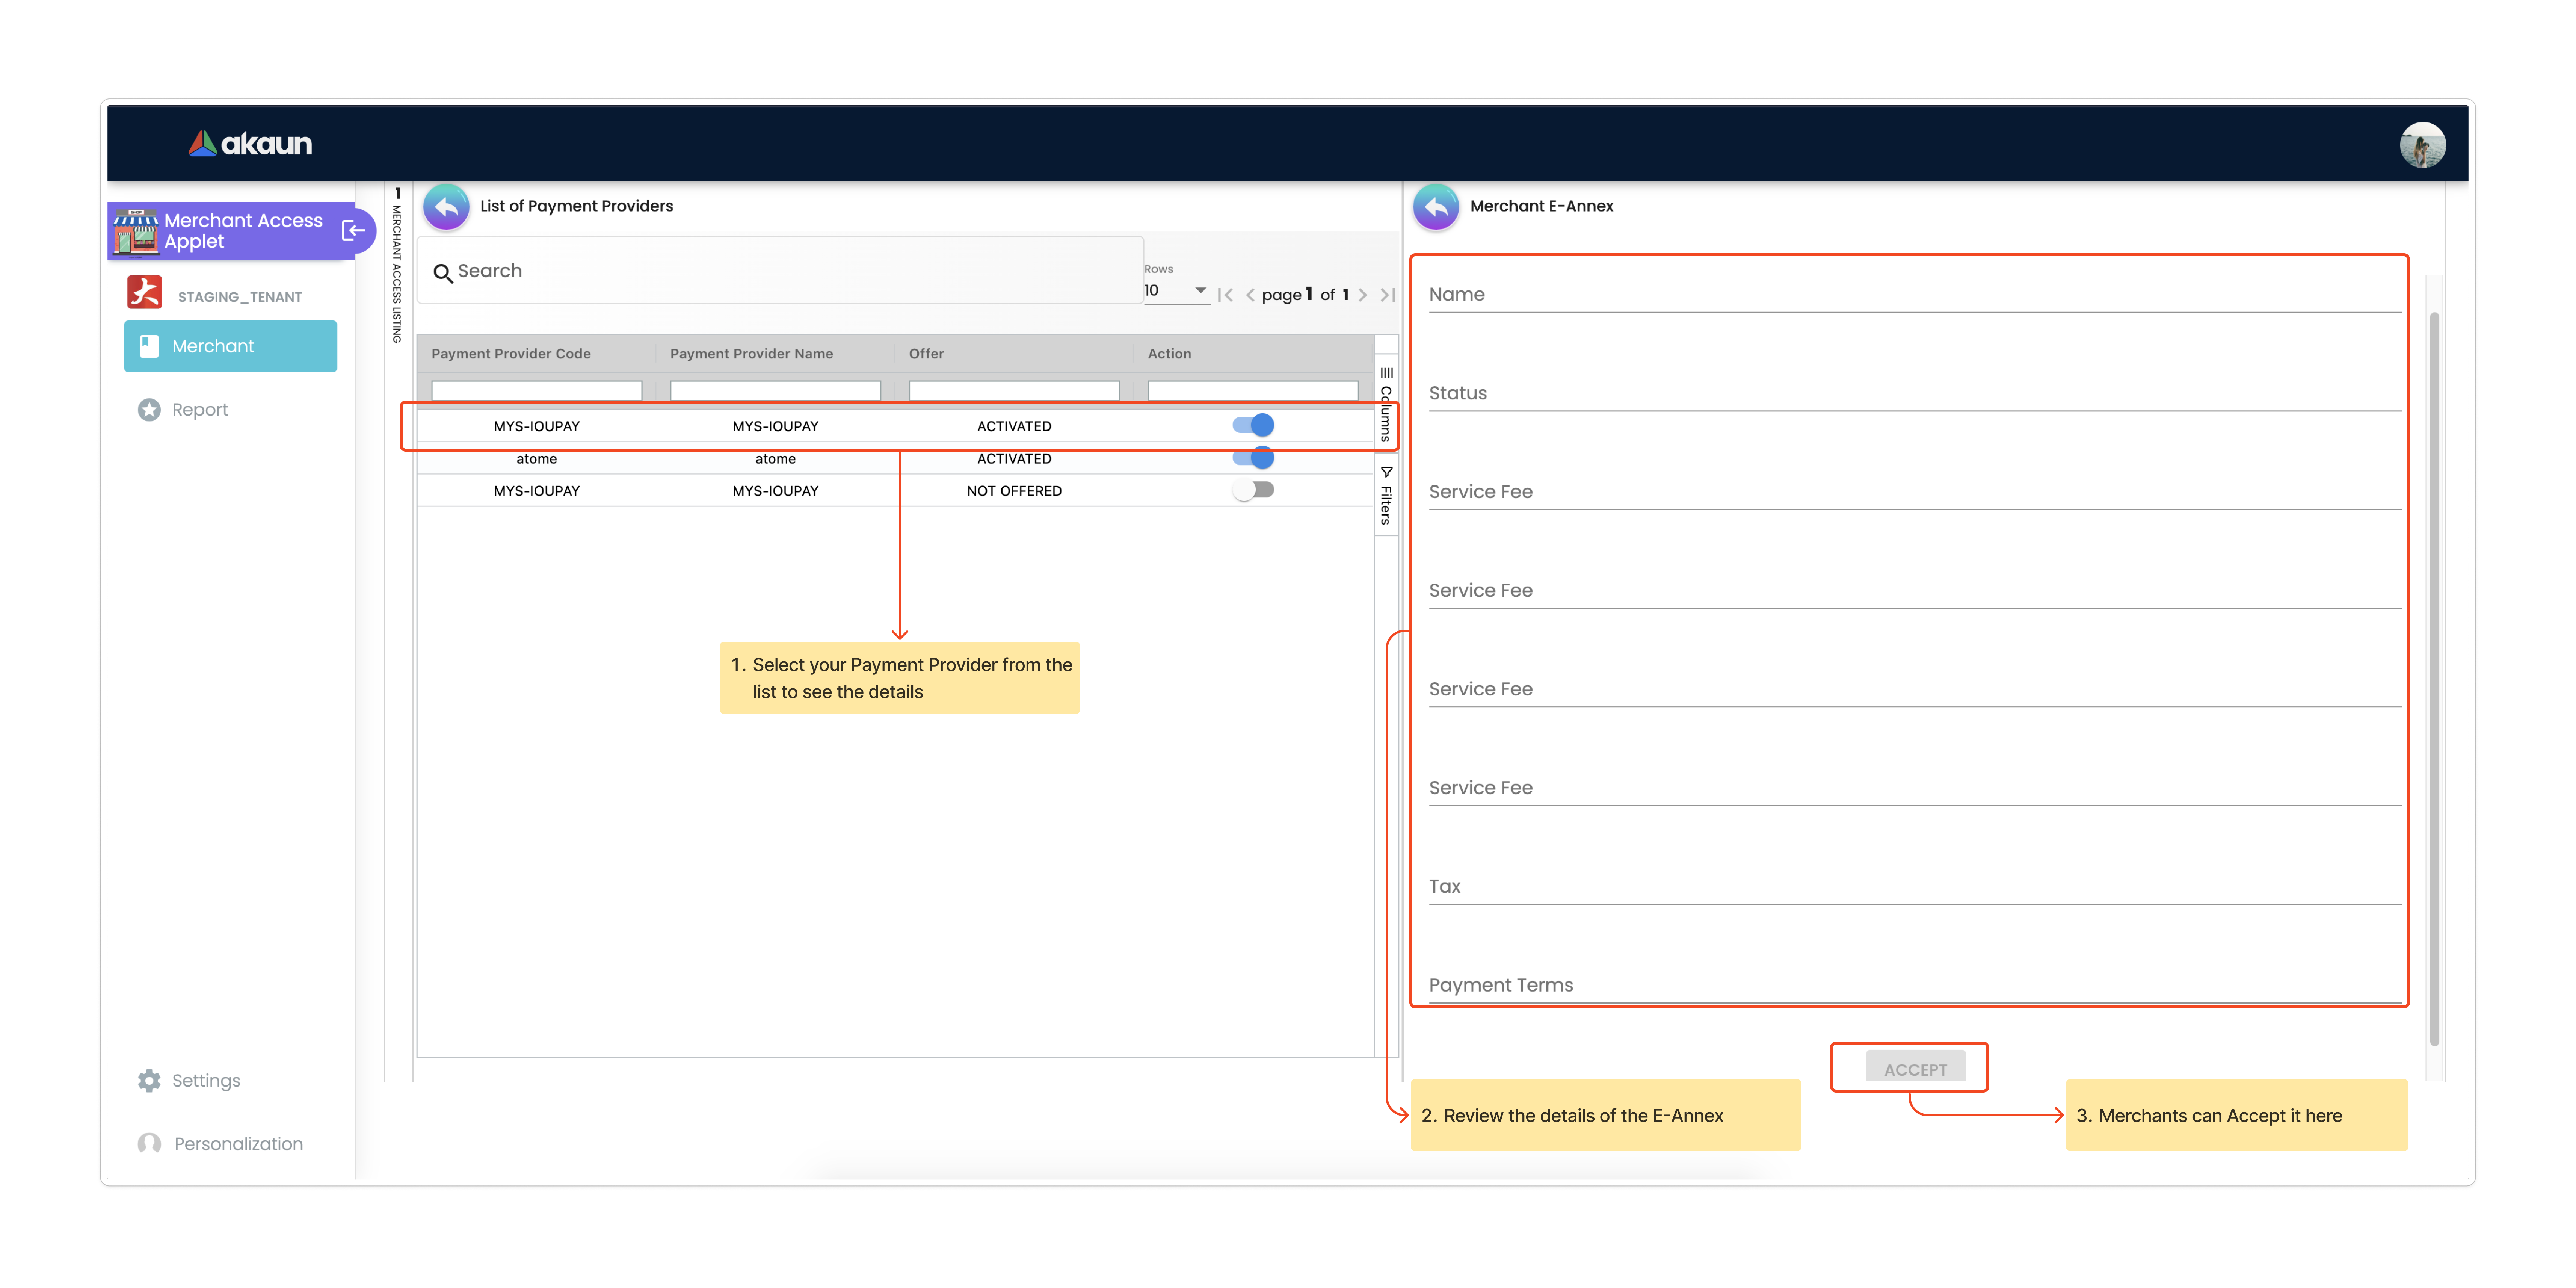 akaun
Merchant Access
Applet
STAGING_TENANT
Merchant
Report
Settings
Personalization
1 MERCHANT ACCESS LISTING
List of Payment Providers
Search
Rows
10
page 1 of 1
Payment Provider Code Payment Provider Name Offer Action
MYS-IOUPAY MYS-IOUPAY ACTIVATED
atome atome ACTIVATED
MYS-IOUPAY MYS-IOUPAY NOT OFFERED
Columns
Filters
1. Select your Payment Provider from the
list to see the details
Merchant E-Annex
Name
Status
Service Fee
Service Fee
Service Fee
Service Fee
Tax
Payment Terms
ACCEPT
2. Review the details of the E-Annex
3. Merchants can Accept it here